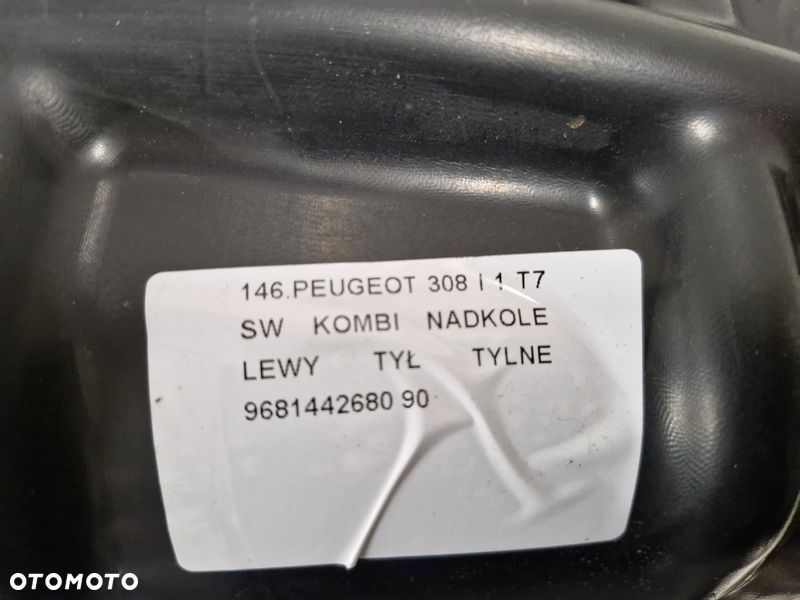 146.PEUGEOT 308 I 1 T7
SW KOMBI NADKOLE
LEWY TYŁ TYLNE
9681442680 90
OTOMOTO